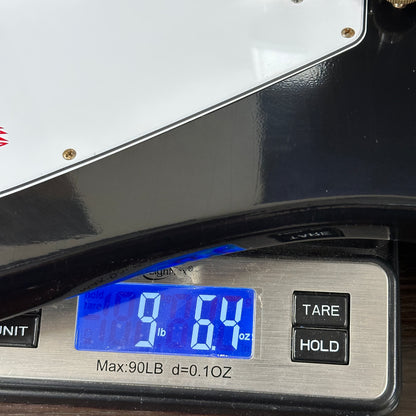 9 lb 6.4 oz
TARE
UNIT
HOLD
Max:90LB d=0.1OZ